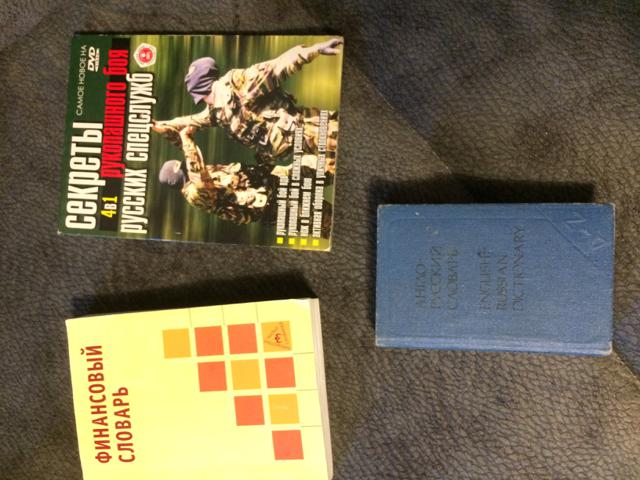 САМОЕ НОВОЕ НА
DVD
секреты
4в1 рукопашного боя
русских спецслужб
АНГЛО-
РУССКИЙ
СЛОВАРЬ
ENGLISH-
RUSSIAN
DICTIONARY
ФИНАНСОВЫЙ
СЛОВАРЬ